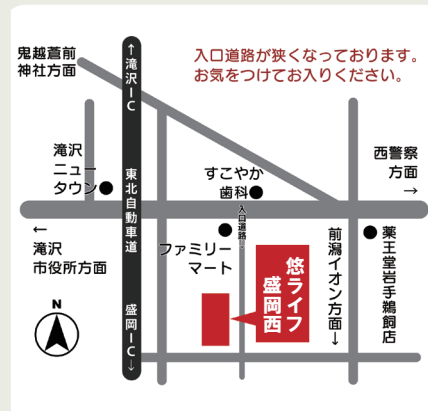 鬼越蒼前
神社方面
↑滝沢IC
入口道路が狭くなっております。
お気をつけてお入りください。
滝沢
ニュー
タウン
東北自動車道
すこやか
歯科
西警察
方面
→
入口道路→
←
滝沢
市役所方面
ファミリー
マート
前潟イオン方面↓
薬王堂岩手鵜飼店
悠ライフ
盛岡西
盛岡IC↓
N